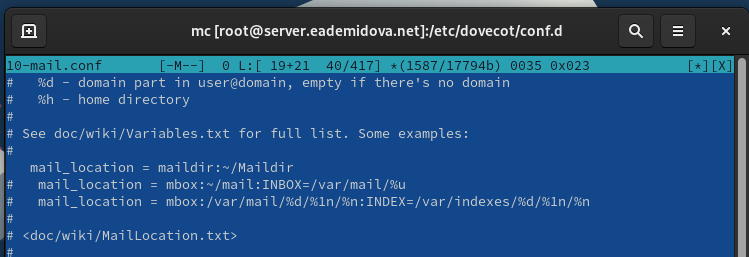 mc [root@server.eademidova.net]:/etc/dovecot/conf.d
10-mail.conf [-M--] 0 L:[ 19+21 40/417] *(1587/17794b) 0035 0x023 [*][X]
# %d - domain part in user@domain, empty if there's no domain
# %h - home directory
#
# See doc/wiki/Variables.txt for full list. Some examples:
#
mail_location = maildir:~/Maildir
# mail_location = mbox:~/mail:INBOX=/var/mail/%u
# mail_location = mbox:/var/mail/%d/%1n/%n:INDEX=/var/indexes/%d/%1n/%n
#
# <doc/wiki/MailLocation.txt>
#